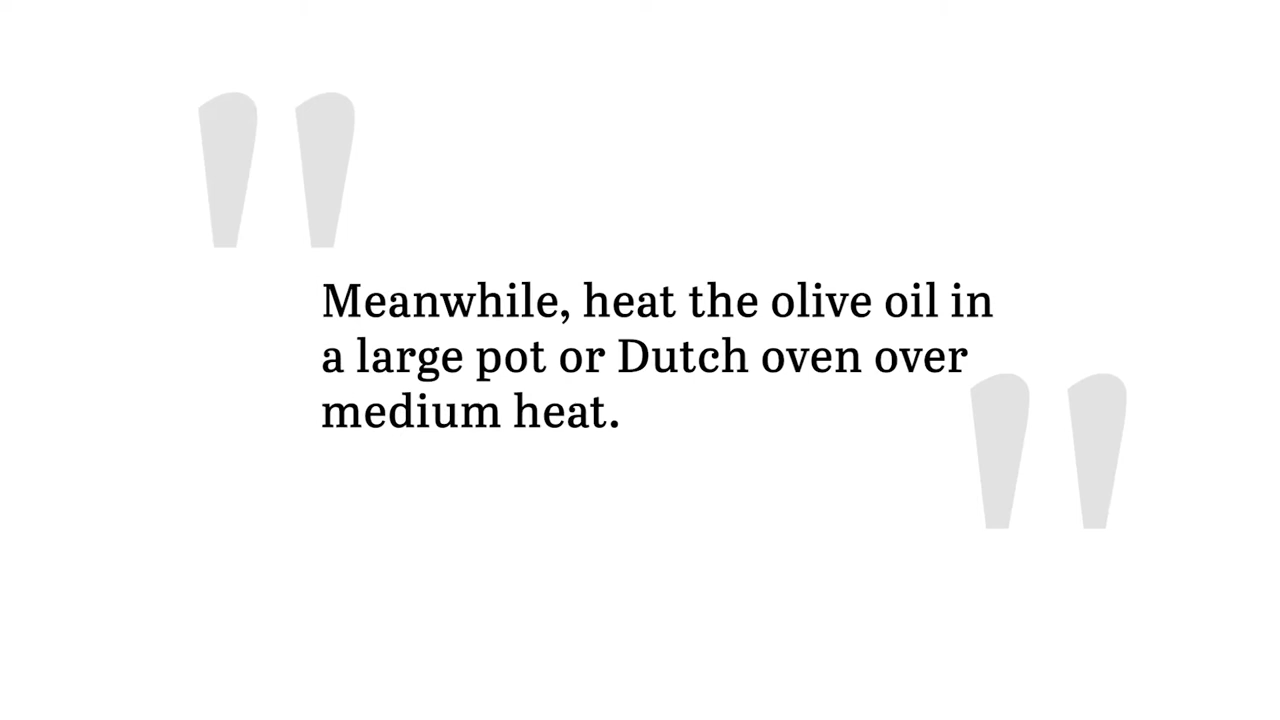 "
Meanwhile, heat the olive oil in
a large pot or Dutch oven over
medium heat.
"